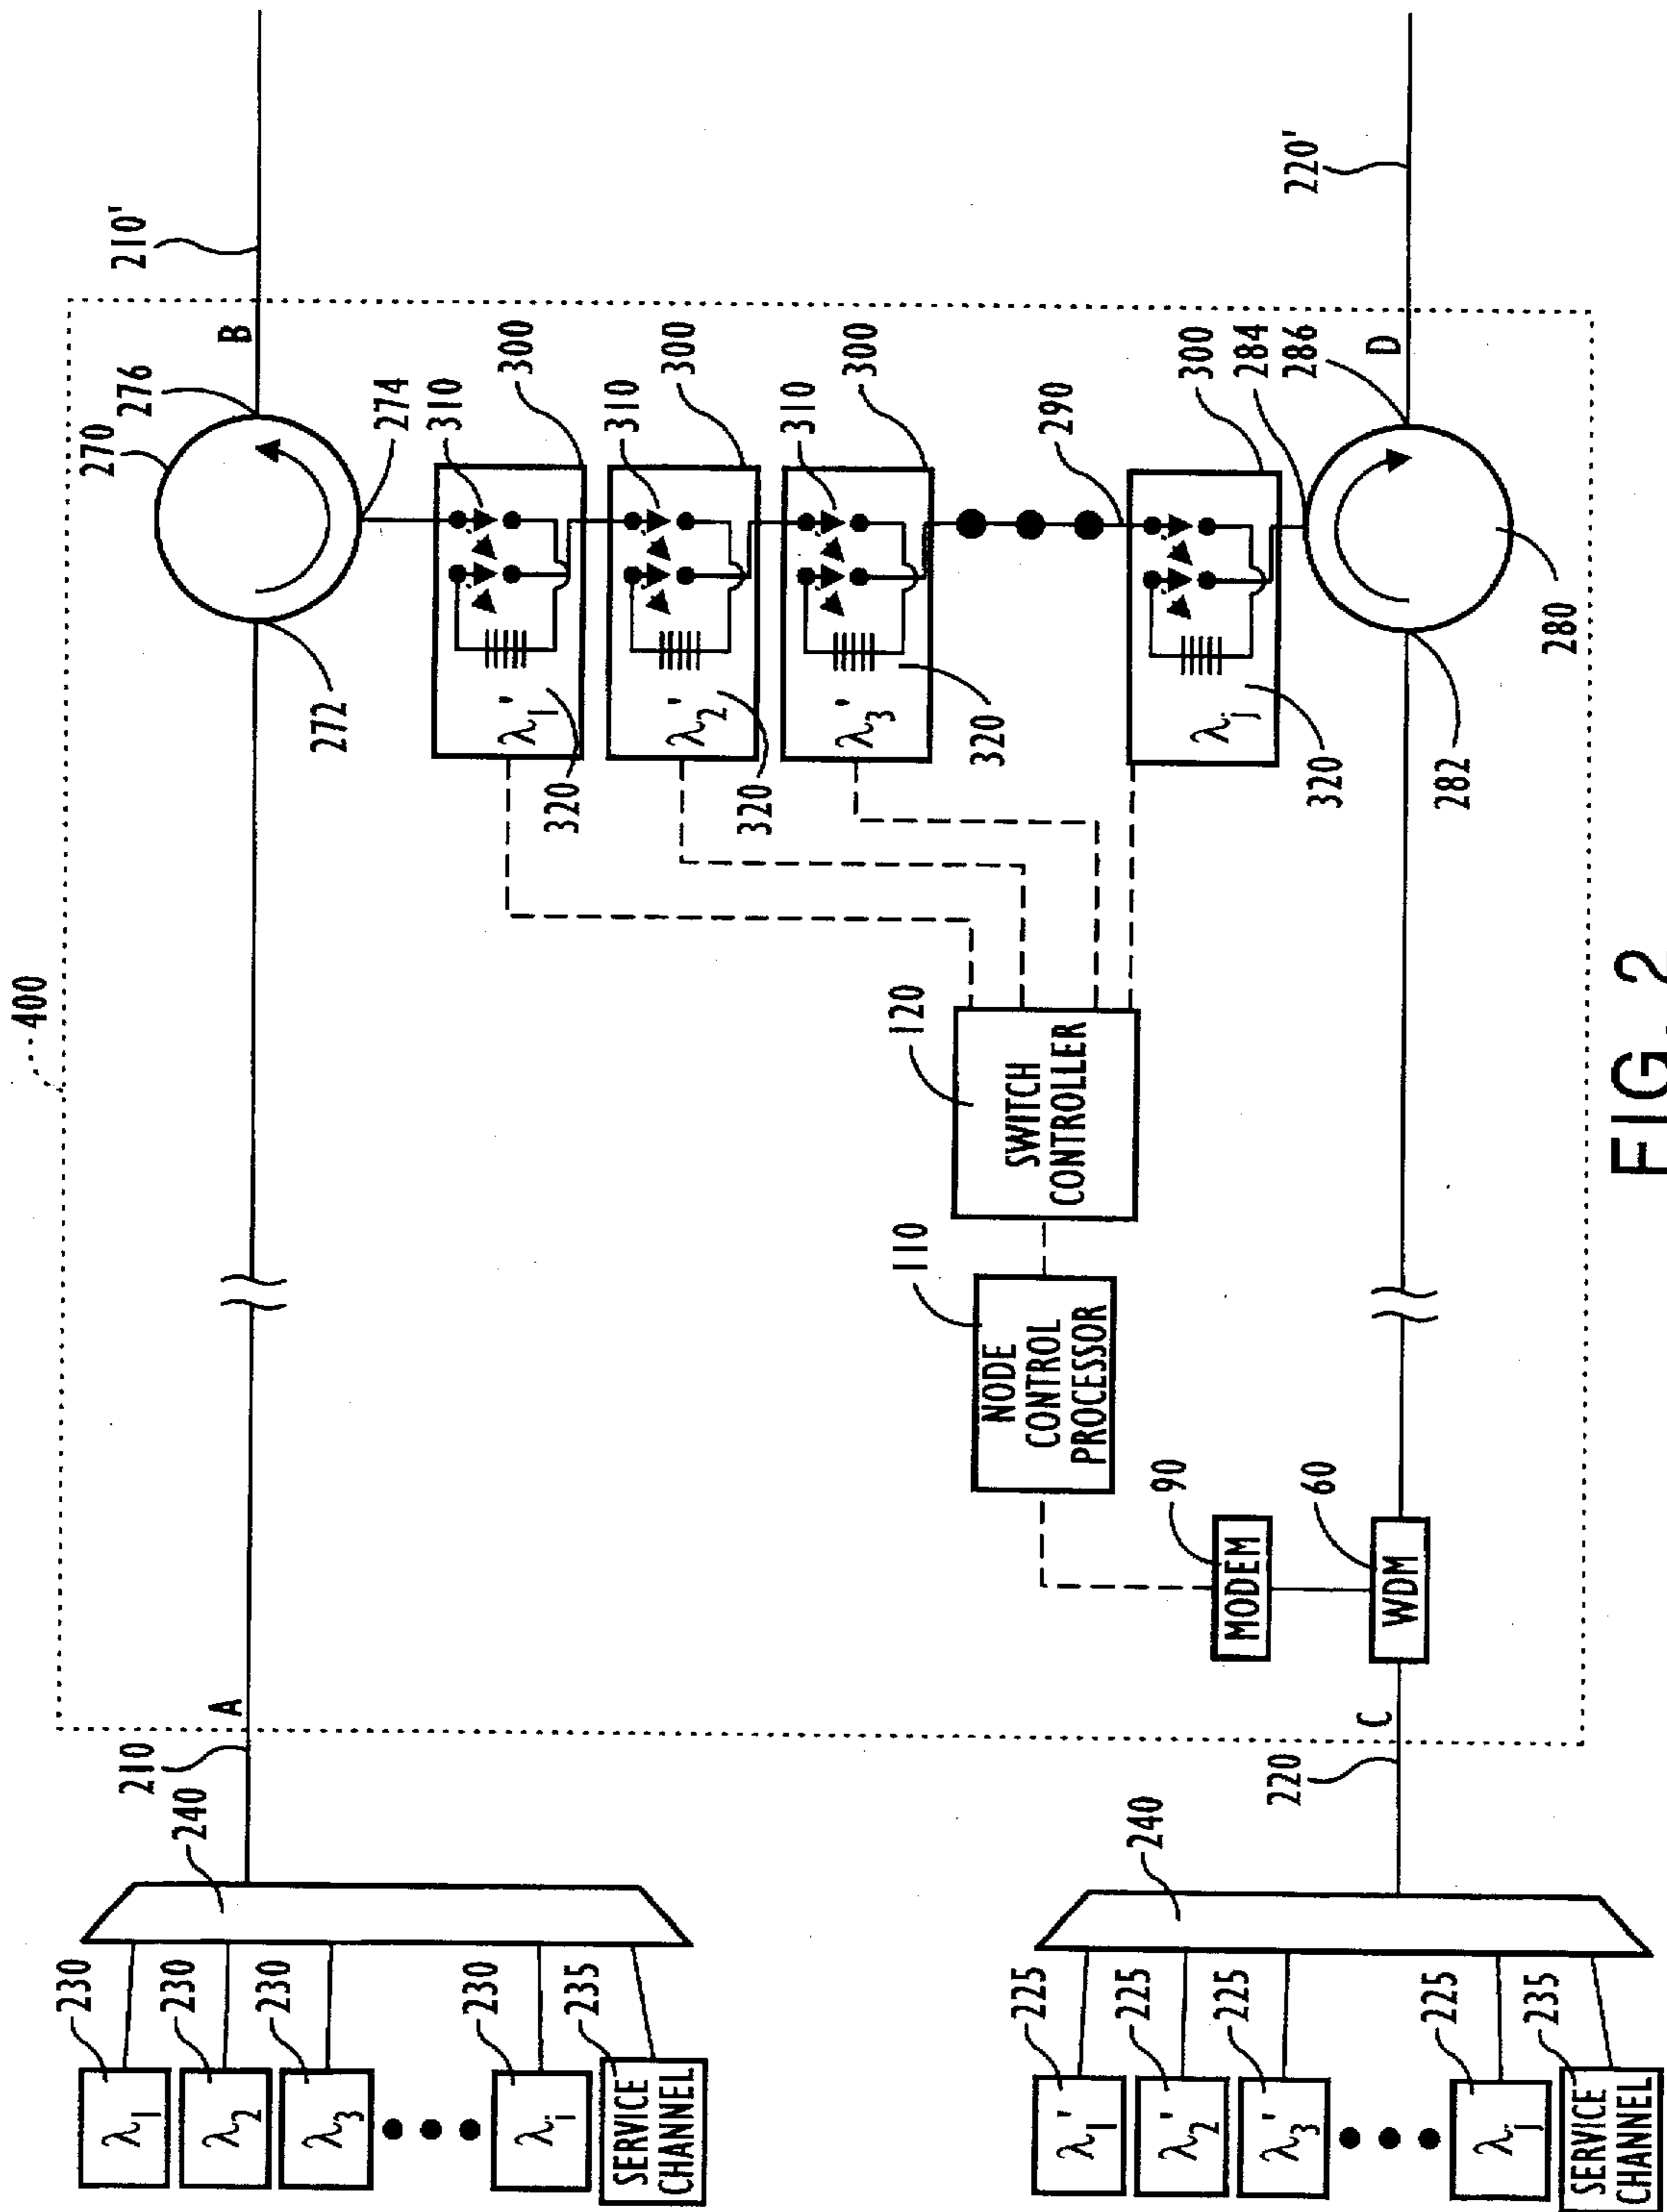 400
230
λ1
230
λ2
230
λ3
230
λi
235
SERVICE
CHANNEL
240
210
A
272
270
276
B
210'
274
310
300
λ1'
320
310
300
λ2'
320
310
300
λ3'
320
290
300
λj
320
284
286
D
220'
280
282
120
SWITCH
CONTROLLER
110
NODE
CONTROL
PROCESSOR
90
MODEM
60
WDM
C
220
240
225
λ1'
225
λ2'
225
λ3'
225
λj
235
SERVICE
CHANNEL
FIG. 2